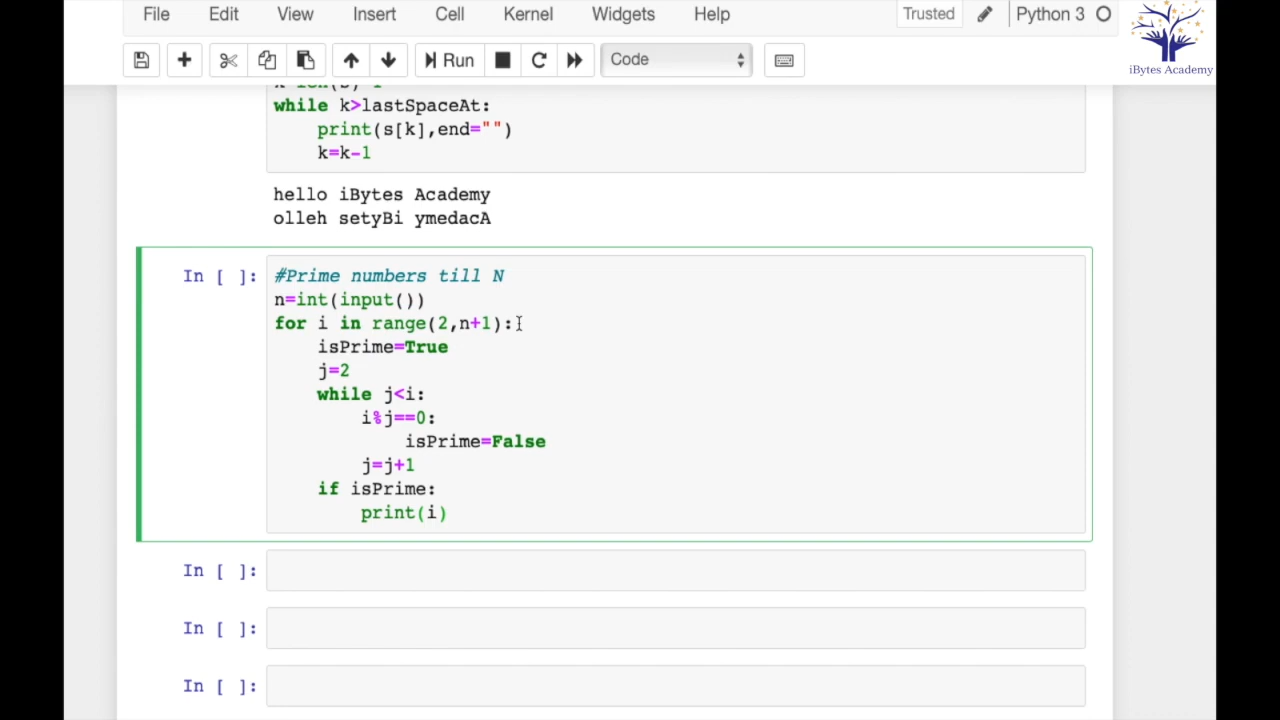 File Edit View Insert Cell Kernel Widgets Help Trusted Python 3
iBytes Academy
Run Code
while k>lastSpaceAt:
    print(s[k],end="")
    k=k-1
hello iBytes Academy
olleh setyBi ymedacA
In [ ]: #Prime numbers till N
n=int(input())
for i in range(2,n+1):
    isPrime=True
    j=2
    while j<i:
        i%j==0:
            isPrime=False
        j=j+1
    if isPrime:
        print(i)
In [ ]:
In [ ]:
In [ ]: